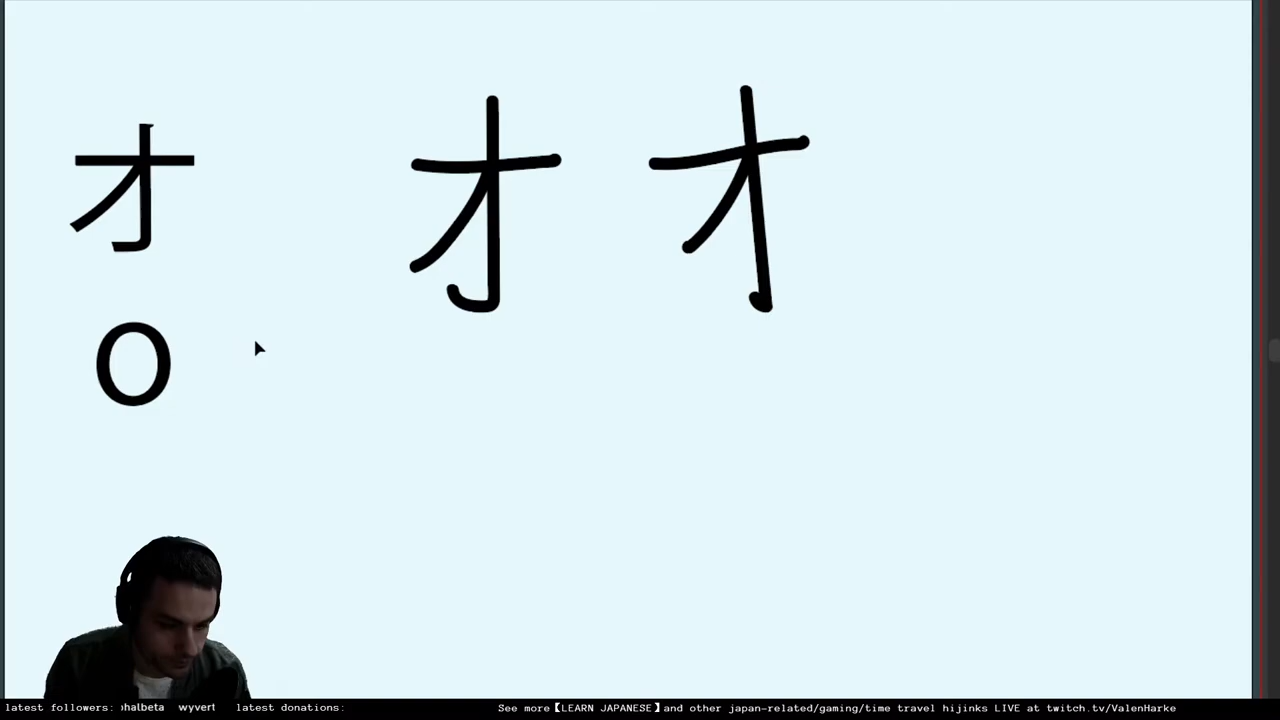 オ オ オ
o
latest followers: halbeta wyvert latest donations: See more【LEARN JAPANESE】and other japan-related/gaming/time travel hijinks LIVE at twitch.tv/ValenHarke